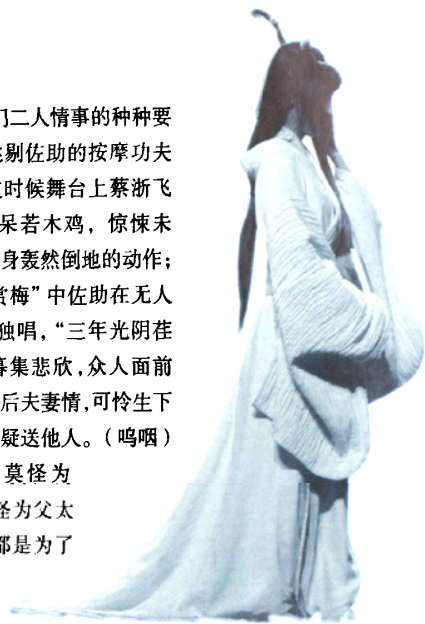 们二人情事的种种要
剔佐助的按摩功夫
时候舞台上蔡浙飞
呆若木鸡，惊悚未
身轰然倒地的动作；
赏梅”中佐助在无人
独唱，“三年光阴荏
暮集悲欣，众人面前
后夫妻情，可怜生下
疑送他人。（呜咽）
莫怪为
怪为父太
都是为了